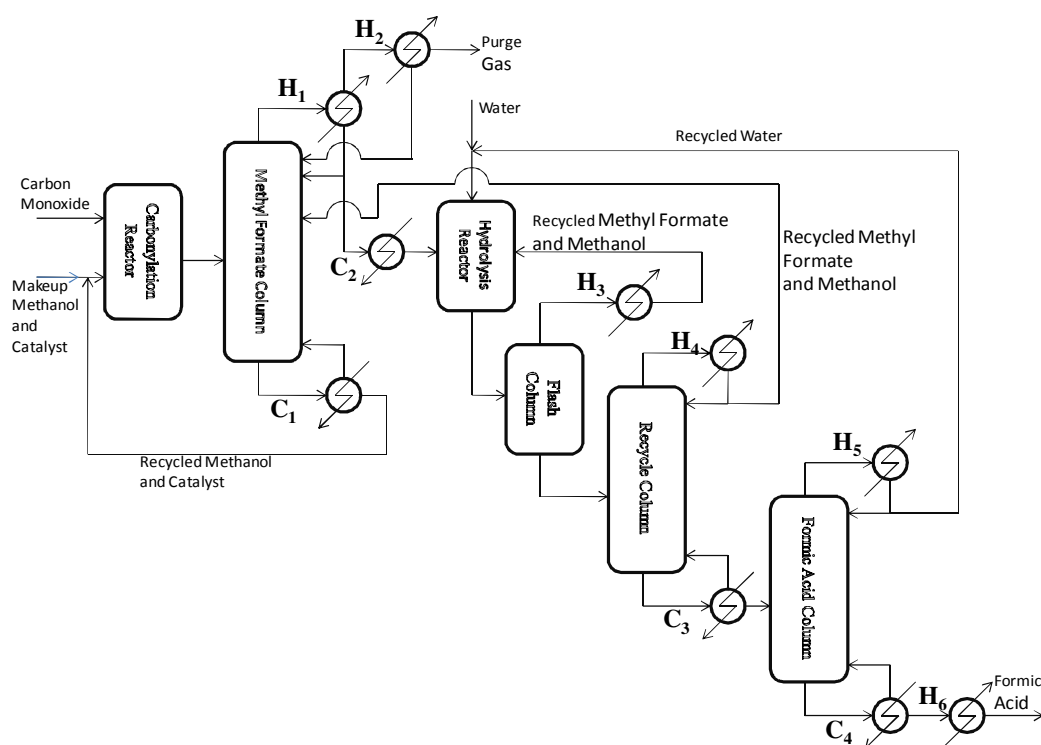 H2
Purge
Gas
H1
Water
Recycled Water
Carbon
Monoxide
Carbonylation
Reactor
Methyl Formate Column
Hydrolysis
Reactor
Recycled Methyl Formate
and Methanol
Recycled Methyl
Formate
and Methanol
C2
Makeup
Methanol
and
Catalyst
H3
H4
Flash
Column
C1
Recycled Methanol
and Catalyst
Recycle Column
H5
Formic Acid Column
C3
H6
Formic
Acid
C4